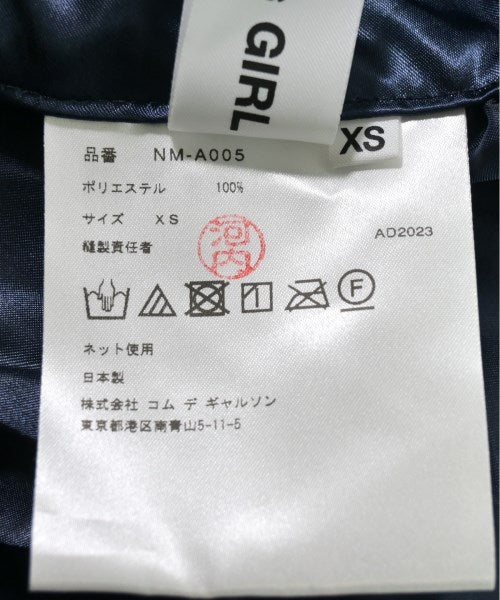 GIRL
XS
品番 NM-A005
ポリエステル 100%
サイズ XS
AD2023
縫製責任者
河内
F
ネット使用
日本製
株式会社 コム デ ギャルソン
東京都港区南青山5-11-5